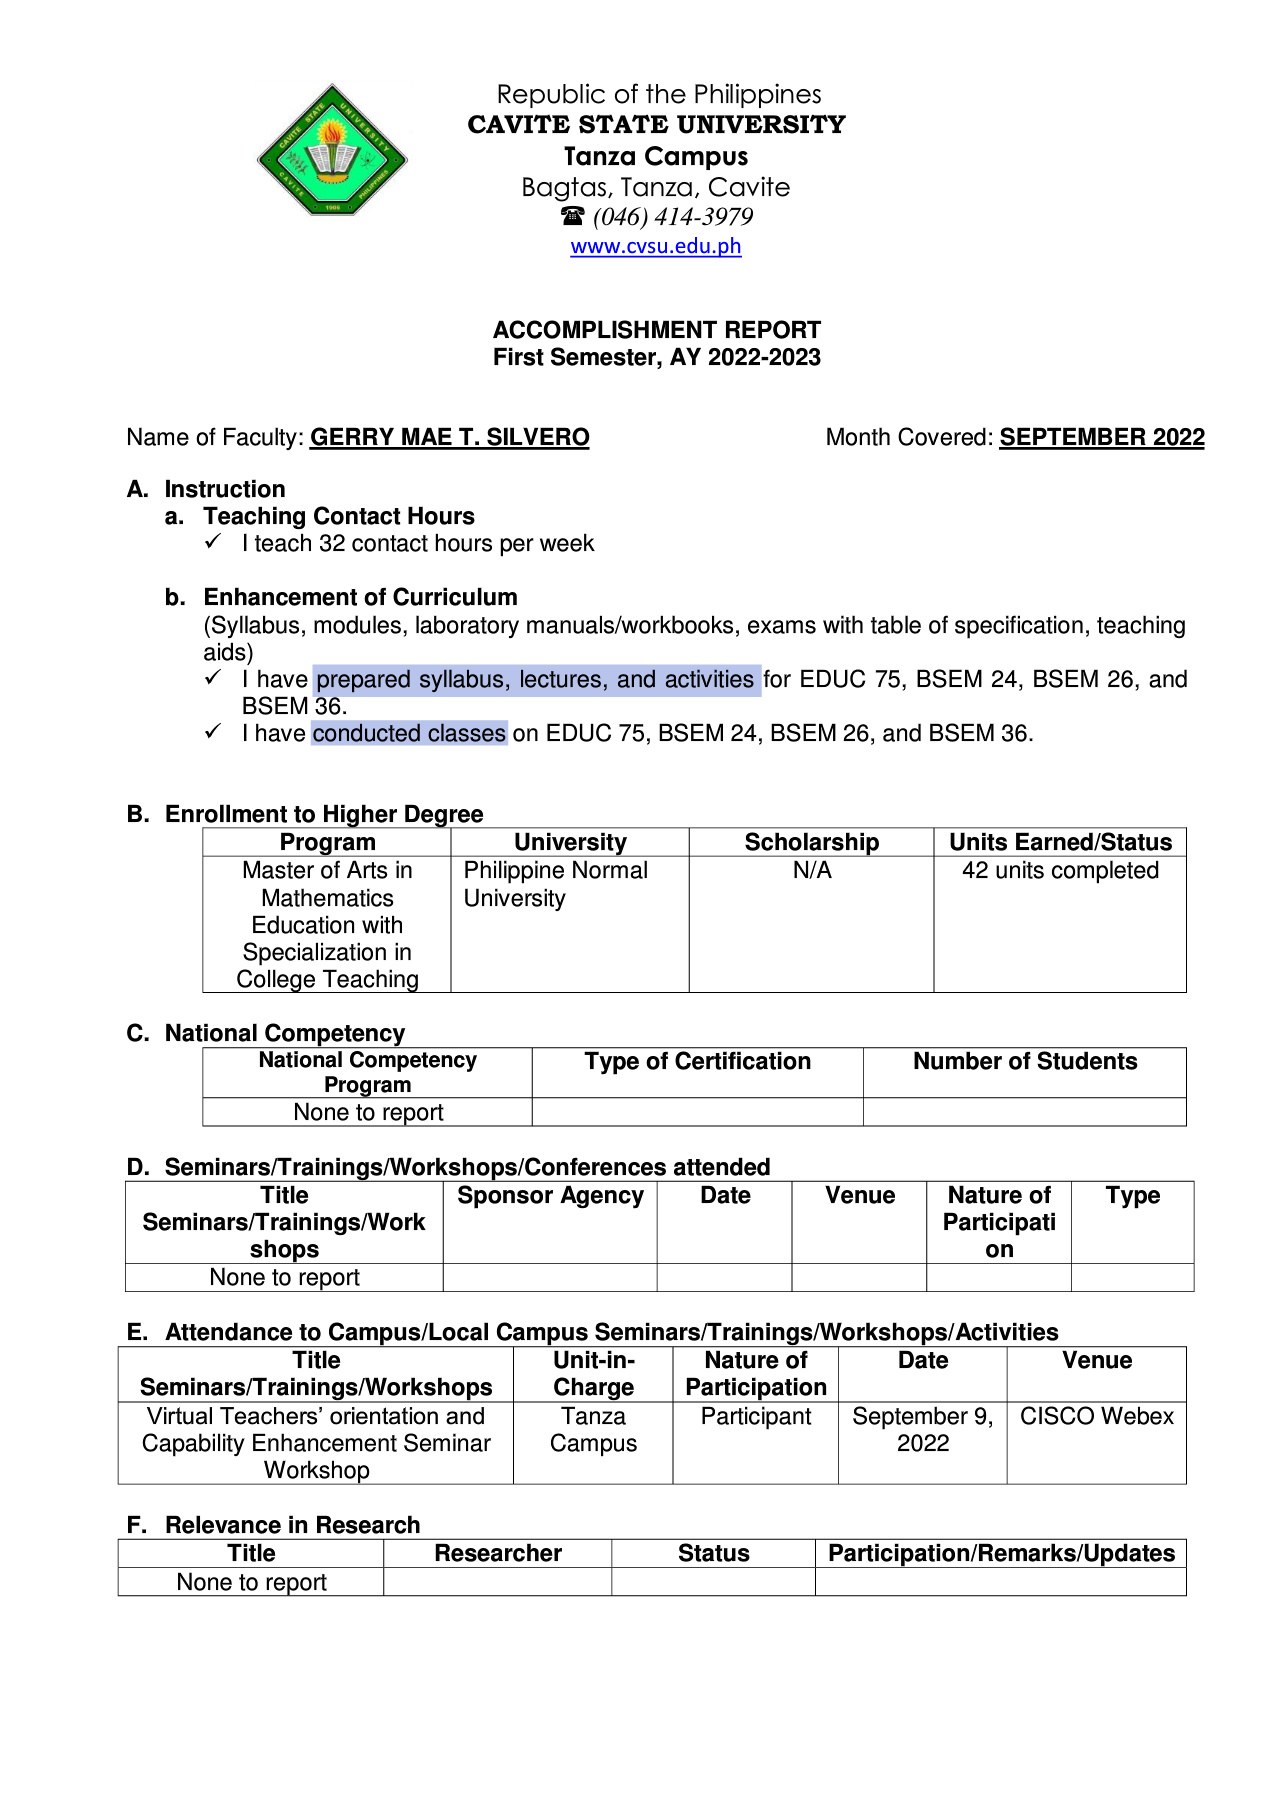 Republic of the Philippines
CAVITE STATE UNIVERSITY
Tanza Campus
Bagtas, Tanza, Cavite
☎ (046) 414-3979
www.cvsu.edu.ph
CAVITE STATE UNIVERSITY
CAVITE PHILIPPINES
1906
ACCOMPLISHMENT REPORT
First Semester, AY 2022-2023
Name of Faculty: GERRY MAE T. SILVERO Month Covered: SEPTEMBER 2022
A. Instruction
a. Teaching Contact Hours
✓ I teach 32 contact hours per week
b. Enhancement of Curriculum
(Syllabus, modules, laboratory manuals/workbooks, exams with table of specification, teaching
aids)
✓ I have prepared syllabus, lectures, and activities for EDUC 75, BSEM 24, BSEM 26, and
BSEM 36.
✓ I have conducted classes on EDUC 75, BSEM 24, BSEM 26, and BSEM 36.
B. Enrollment to Higher Degree
Program University Scholarship Units Earned/Status
Master of Arts in Philippine Normal N/A 42 units completed
Mathematics University
Education with
Specialization in
College Teaching
C. National Competency
National Competency Type of Certification Number of Students
Program
None to report
D. Seminars/Trainings/Workshops/Conferences attended
Title Sponsor Agency Date Venue Nature of Type
Seminars/Trainings/Work Participati
shops on
None to report
E. Attendance to Campus/Local Campus Seminars/Trainings/Workshops/Activities
Title Unit-in- Nature of Date Venue
Seminars/Trainings/Workshops Charge Participation
Virtual Teachers’ orientation and Tanza Participant September 9, CISCO Webex
Capability Enhancement Seminar Campus 2022
Workshop
F. Relevance in Research
Title Researcher Status Participation/Remarks/Updates
None to report